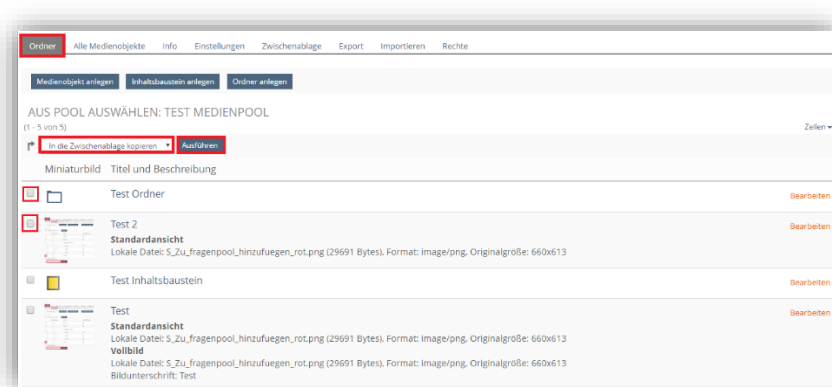 Ordner Alle Medienobjekte Info Einstellungen Zwischenablage Export Importieren Rechte
Medienobjekt anlegen Inhaltsbaustein anlegen Ordner anlegen
AUS POOL AUSWÄHLEN: TEST MEDIENPOOL
(1 - 5 von 5) Zeilen
In die Zwischenablage kopieren Ausführen
Miniaturbild Titel und Beschreibung
Test Ordner Bearbeiten
Test 2 Bearbeiten
Standardansicht
Lokale Datei: S_Zu_fragenpool_hinzufuegen_rot.png (29691 Bytes), Format: image/png, Originalgröße: 660x613
Test Inhaltsbaustein Bearbeiten
Test Bearbeiten
Standardansicht
Lokale Datei: S_Zu_fragenpool_hinzufuegen_rot.png (29691 Bytes), Format: image/png, Originalgröße: 660x613
Vollbild
Lokale Datei: S_Zu_fragenpool_hinzufuegen_rot.png (29691 Bytes), Format: image/png, Originalgröße: 660x613
Bildunterschrift: Test